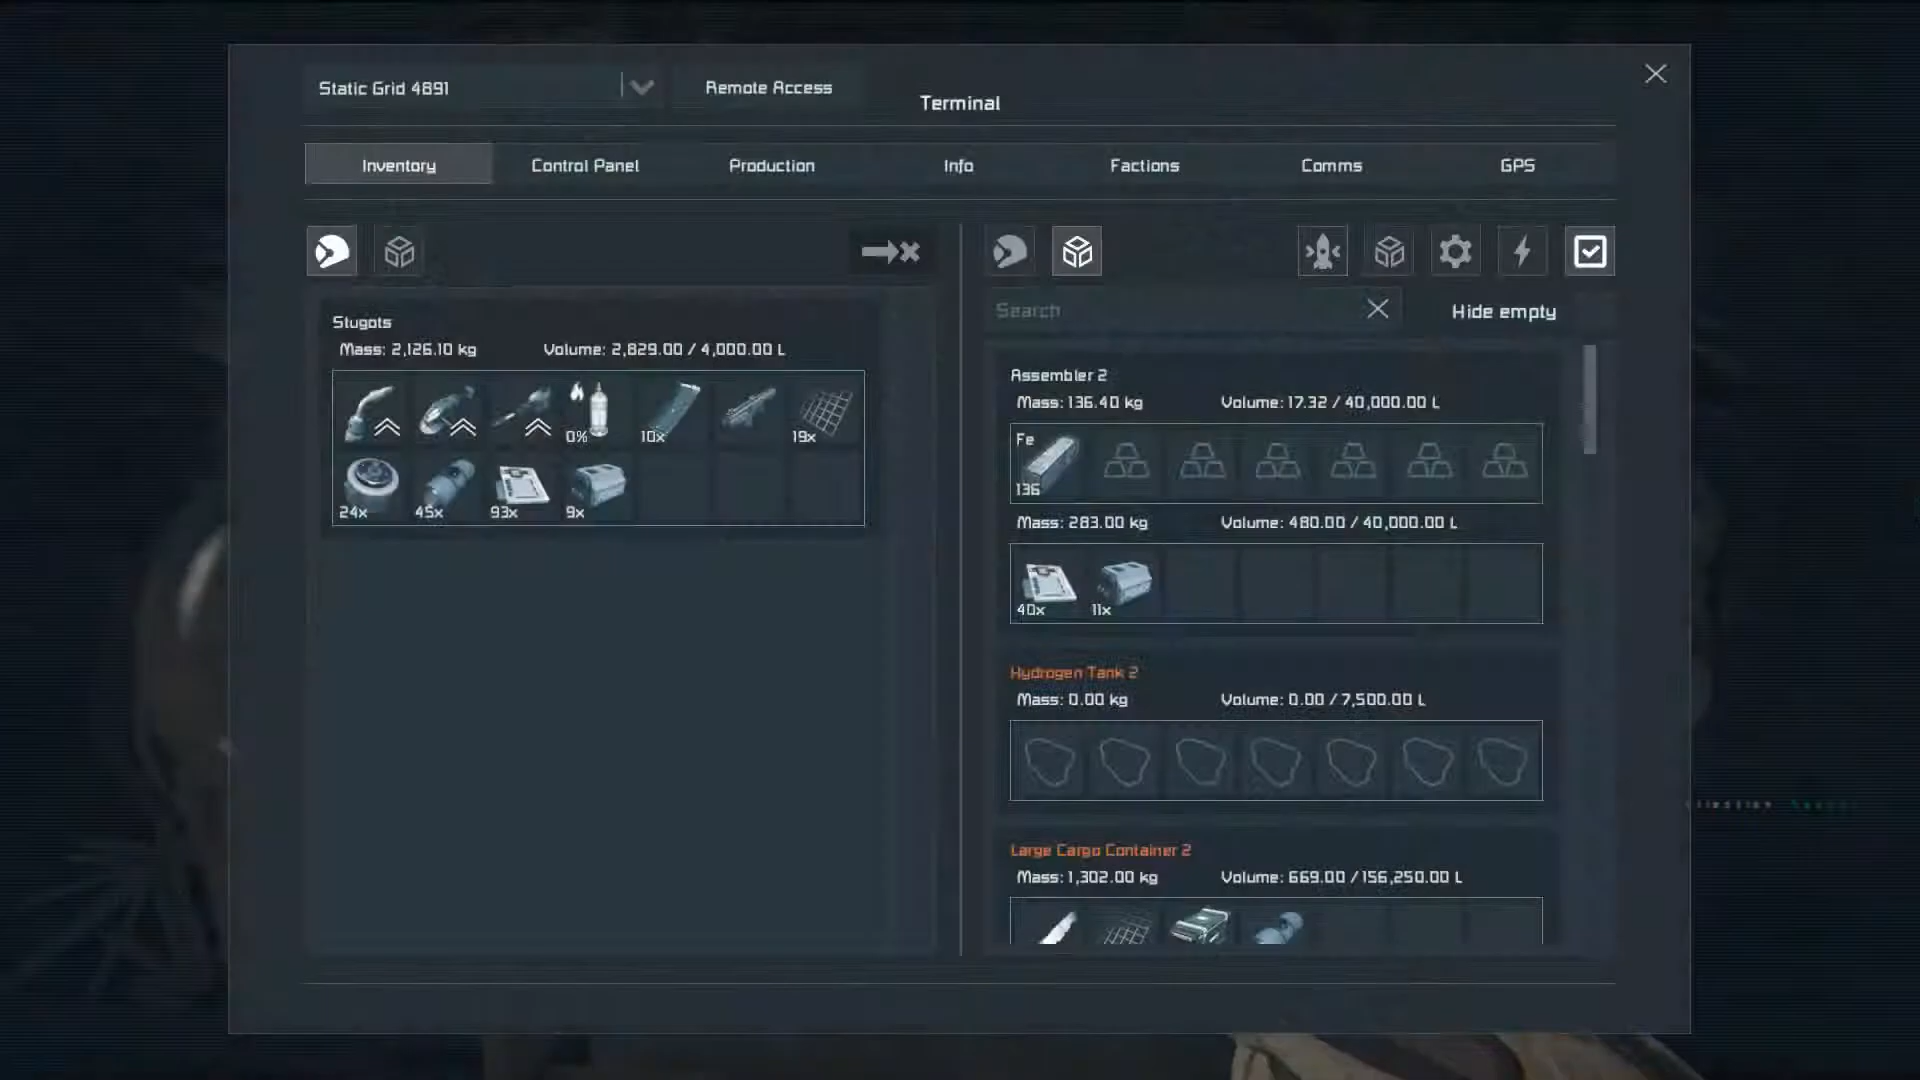 Static Grid 4891
Remote Access
Terminal
Inventory
Control Panel
Production
Info
Factions
Comms
GPS
Stugots
Mass: 2,126.10 kg
Volume: 2,829.00 / 4,000.00 L
0%
10x
19x
24x
45x
93x
9x
Search
Hide empty
Assembler 2
Mass: 136.40 kg
Volume: 17.32 / 40,000.00 L
Fe
136
Mass: 283.00 kg
Volume: 480.00 / 40,000.00 L
40x
11x
Hydrogen Tank 2
Mass: 0.00 kg
Volume: 0.00 / 7,500.00 L
Large Cargo Container 2
Mass: 1,302.00 kg
Volume: 669.00 / 156,250.00 L